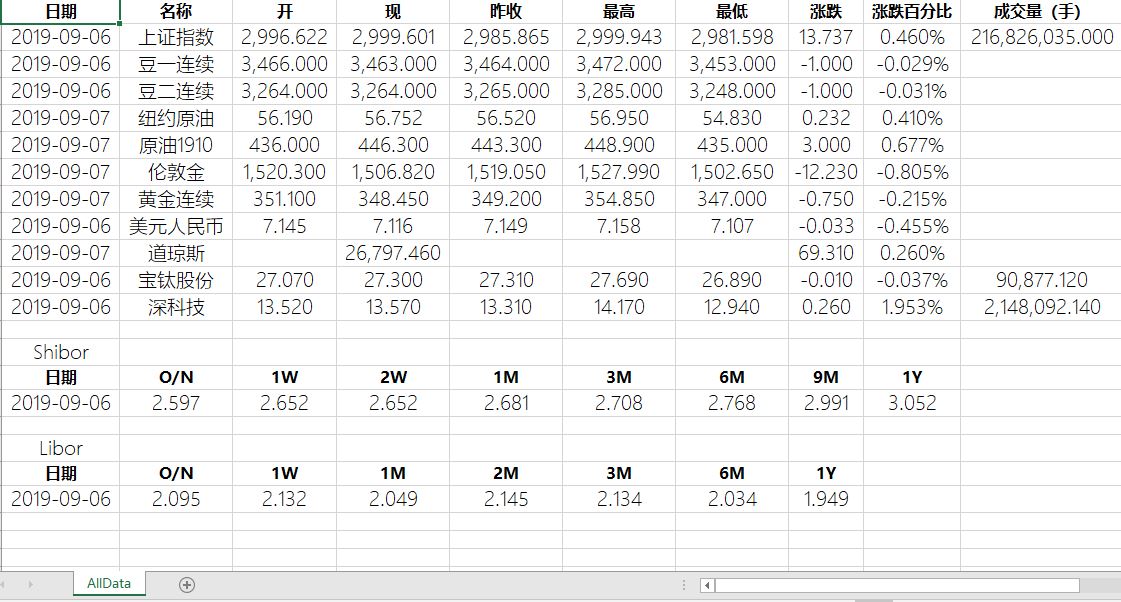 日期 名称 开 现 昨收 最高 最低 涨跌 涨跌百分比 成交量（手）
2019-09-06 上证指数 2,996.622 2,999.601 2,985.865 2,999.943 2,981.598 13.737 0.460% 216,826,035.000
2019-09-06 豆一连续 3,466.000 3,463.000 3,464.000 3,472.000 3,453.000 -1.000 -0.029%
2019-09-06 豆二连续 3,264.000 3,264.000 3,265.000 3,285.000 3,248.000 -1.000 -0.031%
2019-09-07 纽约原油 56.190 56.752 56.520 56.950 54.830 0.232 0.410%
2019-09-07 原油1910 436.000 446.300 443.300 448.900 435.000 3.000 0.677%
2019-09-07 伦敦金 1,520.300 1,506.820 1,519.050 1,527.990 1,502.650 -12.230 -0.805%
2019-09-07 黄金连续 351.100 348.450 349.200 354.850 347.000 -0.750 -0.215%
2019-09-06 美元人民币 7.145 7.116 7.149 7.158 7.107 -0.033 -0.455%
2019-09-07 道琼斯 26,797.460 69.310 0.260%
2019-09-06 宝钛股份 27.070 27.300 27.310 27.690 26.890 -0.010 -0.037% 90,877.120
2019-09-06 深科技 13.520 13.570 13.310 14.170 12.940 0.260 1.953% 2,148,092.140
Shibor
日期 O/N 1W 2W 1M 3M 6M 9M 1Y
2019-09-06 2.597 2.652 2.652 2.681 2.708 2.768 2.991 3.052
Libor
日期 O/N 1W 1M 2M 3M 6M 1Y
2019-09-06 2.095 2.132 2.049 2.145 2.134 2.034 1.949
AllData